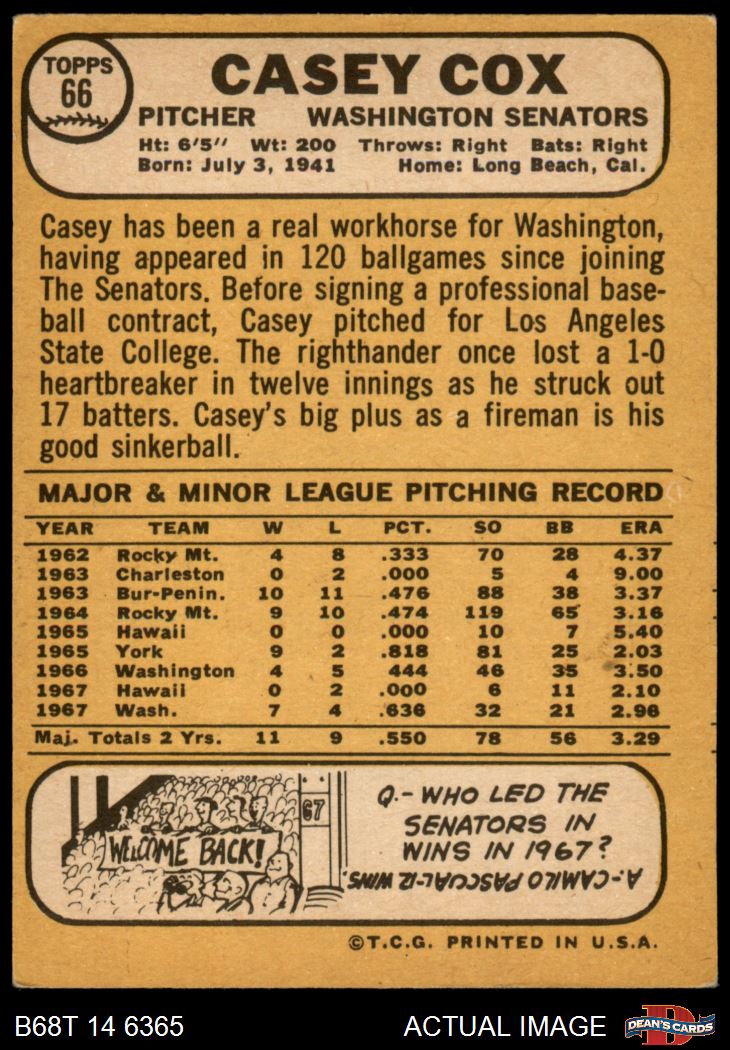 TOPPS
66
CASEY COX
PITCHER WASHINGTON SENATORS
Ht: 6'5" Wt: 200 Throws: Right Bats: Right
Born: July 3, 1941 Home: Long Beach, Cal.
Casey has been a real workhorse for Washington,
having appeared in 120 ballgames since joining
The Senators. Before signing a professional base-
ball contract, Casey pitched for Los Angeles
State College. The righthander once lost a 1-0
heartbreaker in twelve innings as he struck out
17 batters. Casey's big plus as a fireman is his
good sinkerball.
MAJOR & MINOR LEAGUE PITCHING RECORD
YEAR TEAM W L PCT. SO BB ERA
1962 Rocky Mt. 4 8 .333 70 28 4.37
1963 Charleston 0 2 .000 5 4 9.00
1963 Bur-Penin. 10 11 .476 88 38 3.37
1964 Rocky Mt. 9 10 .474 119 65 3.16
1965 Hawaii 0 0 .000 10 7 5.40
1965 York 9 2 .818 81 25 2.03
1966 Washington 4 5 444 46 35 3.50
1967 Hawaii 0 2 .000 6 11 2.10
1967 Wash. 7 4 .636 32 21 2.96
Maj. Totals 2 Yrs. 11 9 .550 78 56 3.29
67
WELCOME BACK!
Q.- WHO LED THE
SENATORS IN
WINS IN 1967?
A.- CAMILO PASCUAL-12 WINS.
©T.C.G. PRINTED IN U.S.A.
B68T 14 6365 ACTUAL IMAGE
D
DEAN'S CARDS